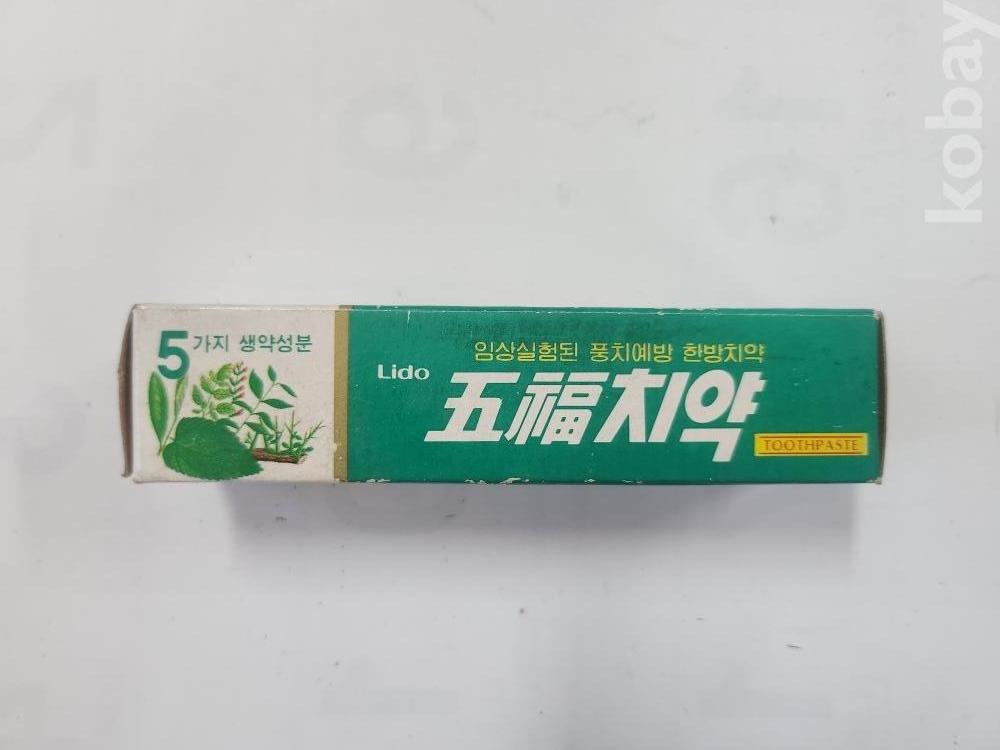 5가지 생약성분
임상실험된 풍치예방 한방치약
Lido
五福치약
TOOTHPASTE
kobay